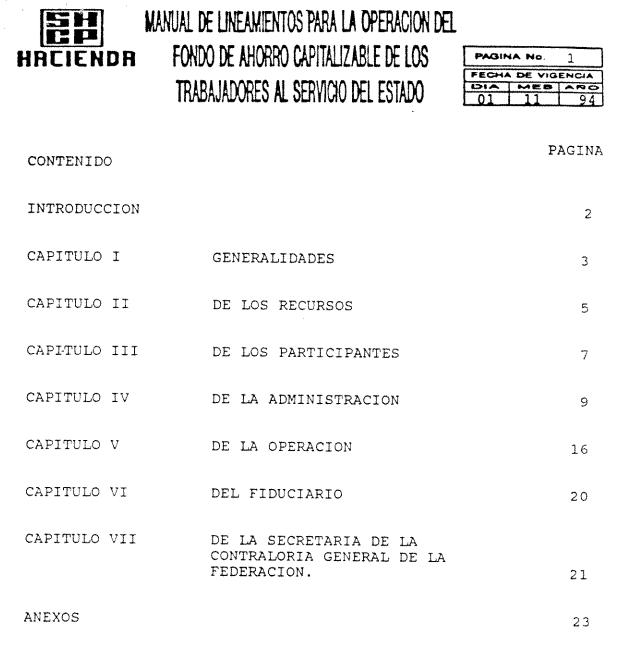 SH
CP
HACIENDA
MANUAL DE LINEAMIENTOS PARA LA OPERACION DEL
FONDO DE AHORRO CAPITALIZABLE DE LOS
TRABAJADORES AL SERVICIO DEL ESTADO
PAGINA No. 1
FECHA DE VIGENCIA
DIA MES AÑO
01 11 94
PAGINA
CONTENIDO
INTRODUCCION 2
CAPITULO I GENERALIDADES 3
CAPITULO II DE LOS RECURSOS 5
CAPITULO III DE LOS PARTICIPANTES 7
CAPITULO IV DE LA ADMINISTRACION 9
CAPITULO V DE LA OPERACION 16
CAPITULO VI DEL FIDUCIARIO 20
CAPITULO VII DE LA SECRETARIA DE LA
CONTRALORIA GENERAL DE LA
FEDERACION. 21
ANEXOS 23